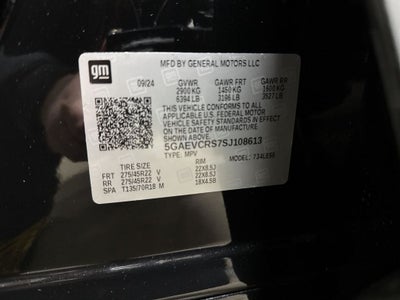 gm
MFD BY GENERAL MOTORS LLC
09/24 GVWR GAWR FRT GAWR RR
2900 KG 1450 KG 1600 KG
6394 LB 3196 LB 3527 LB
THIS VEHICLE CONFORMS TO ALL
APPLICABLE U.S. FEDERAL MOTOR
VEHICLE SAFETY STANDARDS IN EFFECT ON THE
DATE OF MANUFACTURE SHOWN ABOVE.
5GAEVCRS7SJ108613
TYPE: MPV MODEL:
TIRE SIZE RIM
FRT 275/45R22 V 22X8.5J
RR 275/45R22 V 22X8.5J
SPA T135/70R18 M 18X4.5B